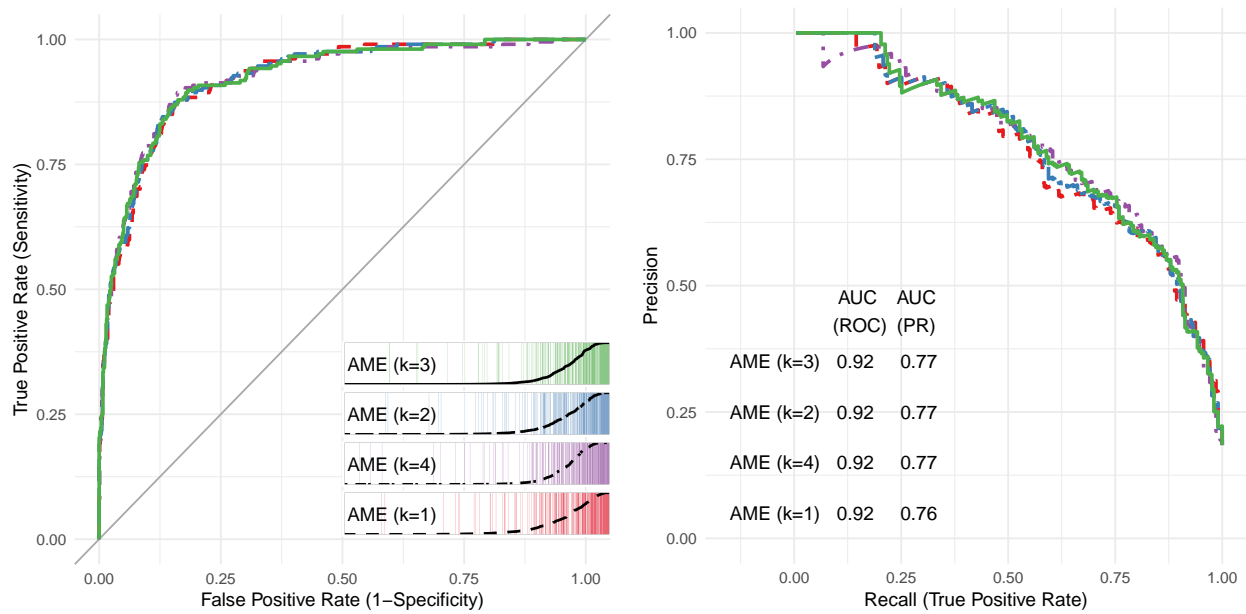 1.00
0.75
0.50
0.25
0.00
True Positive Rate (Sensitivity)
AME (k=3)
AME (k=2)
AME (k=4)
AME (k=1)
0.00 0.25 0.50 0.75 1.00
False Positive Rate (1−Specificity)
1.00
0.75
0.50
0.25
0.00
Precision
AUC AUC
(ROC) (PR)
AME (k=3) 0.92 0.77
AME (k=2) 0.92 0.77
AME (k=4) 0.92 0.77
AME (k=1) 0.92 0.76
0.00 0.25 0.50 0.75 1.00
Recall (True Positive Rate)